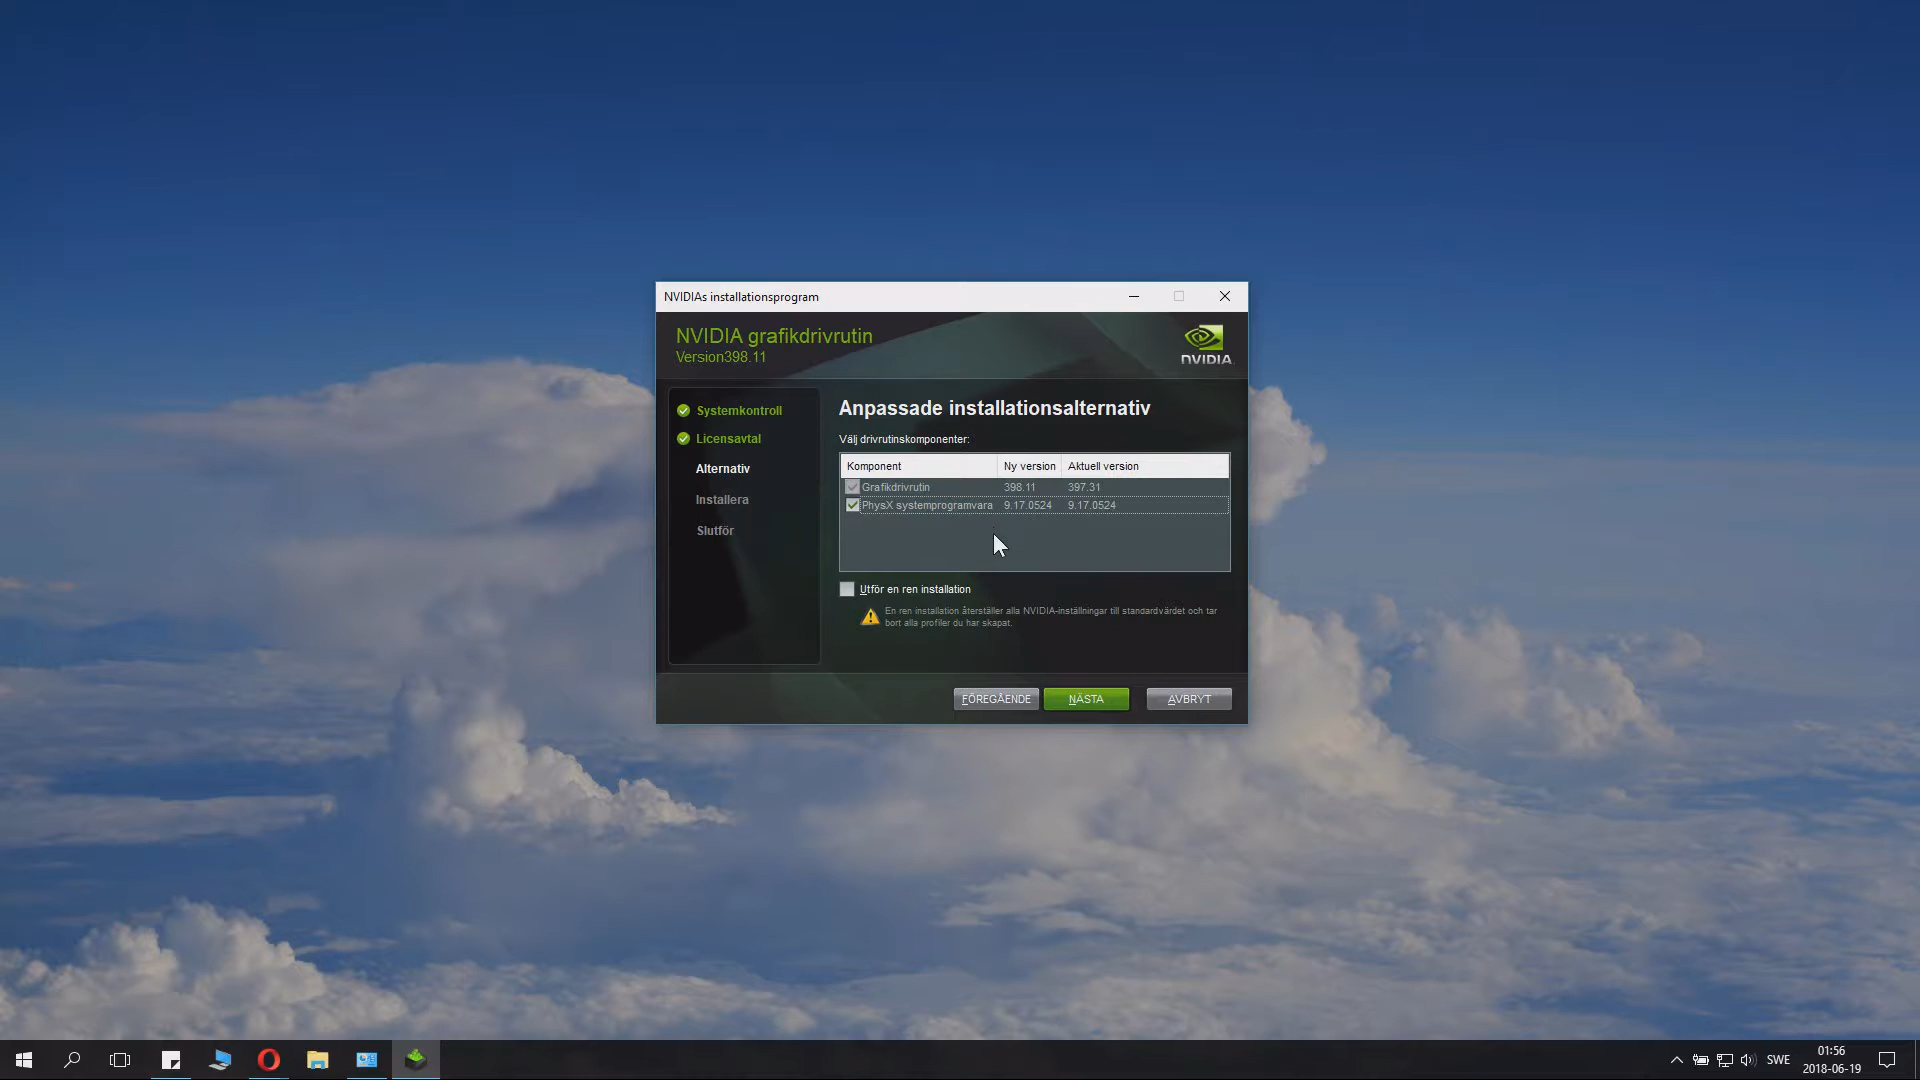 NVIDIAs installationsprogram
NVIDIA grafikdrivrutin
Version398.11
NVIDIA.
Systemkontroll
Licensavtal
Alternativ
Installera
Slutför
Anpassade installationsalternativ
Välj drivrutinskomponenter:
Komponent Ny version Aktuell version
Grafikdrivrutin 398.11 397.31
PhysX systemprogramvara 9.17.0524 9.17.0524
Utför en ren installation
En ren installation återställer alla NVIDIA-inställningar till standardvärdet och tar
bort alla profiler du har skapat.
FÖREGÅENDE NÄSTA AVBRYT
SWE
01:56
2018-06-19